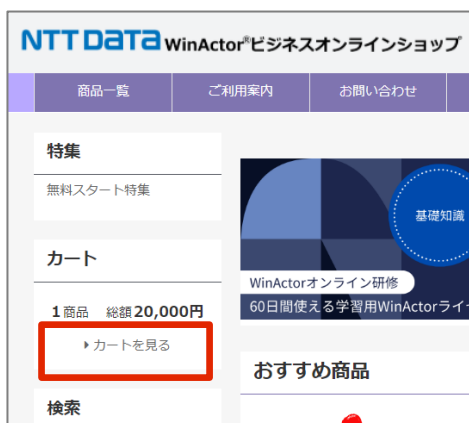 NTT DATA WinActor®ビジネスオンラインショップ
商品一覧 ご利用案内 お問い合わせ
特集
無料スタート特集
カート
1商品 総額20,000円
カートを見る
検索
基礎知識
WinActorオンライン研修
60日間使える学習用WinActorライ
おすすめ商品